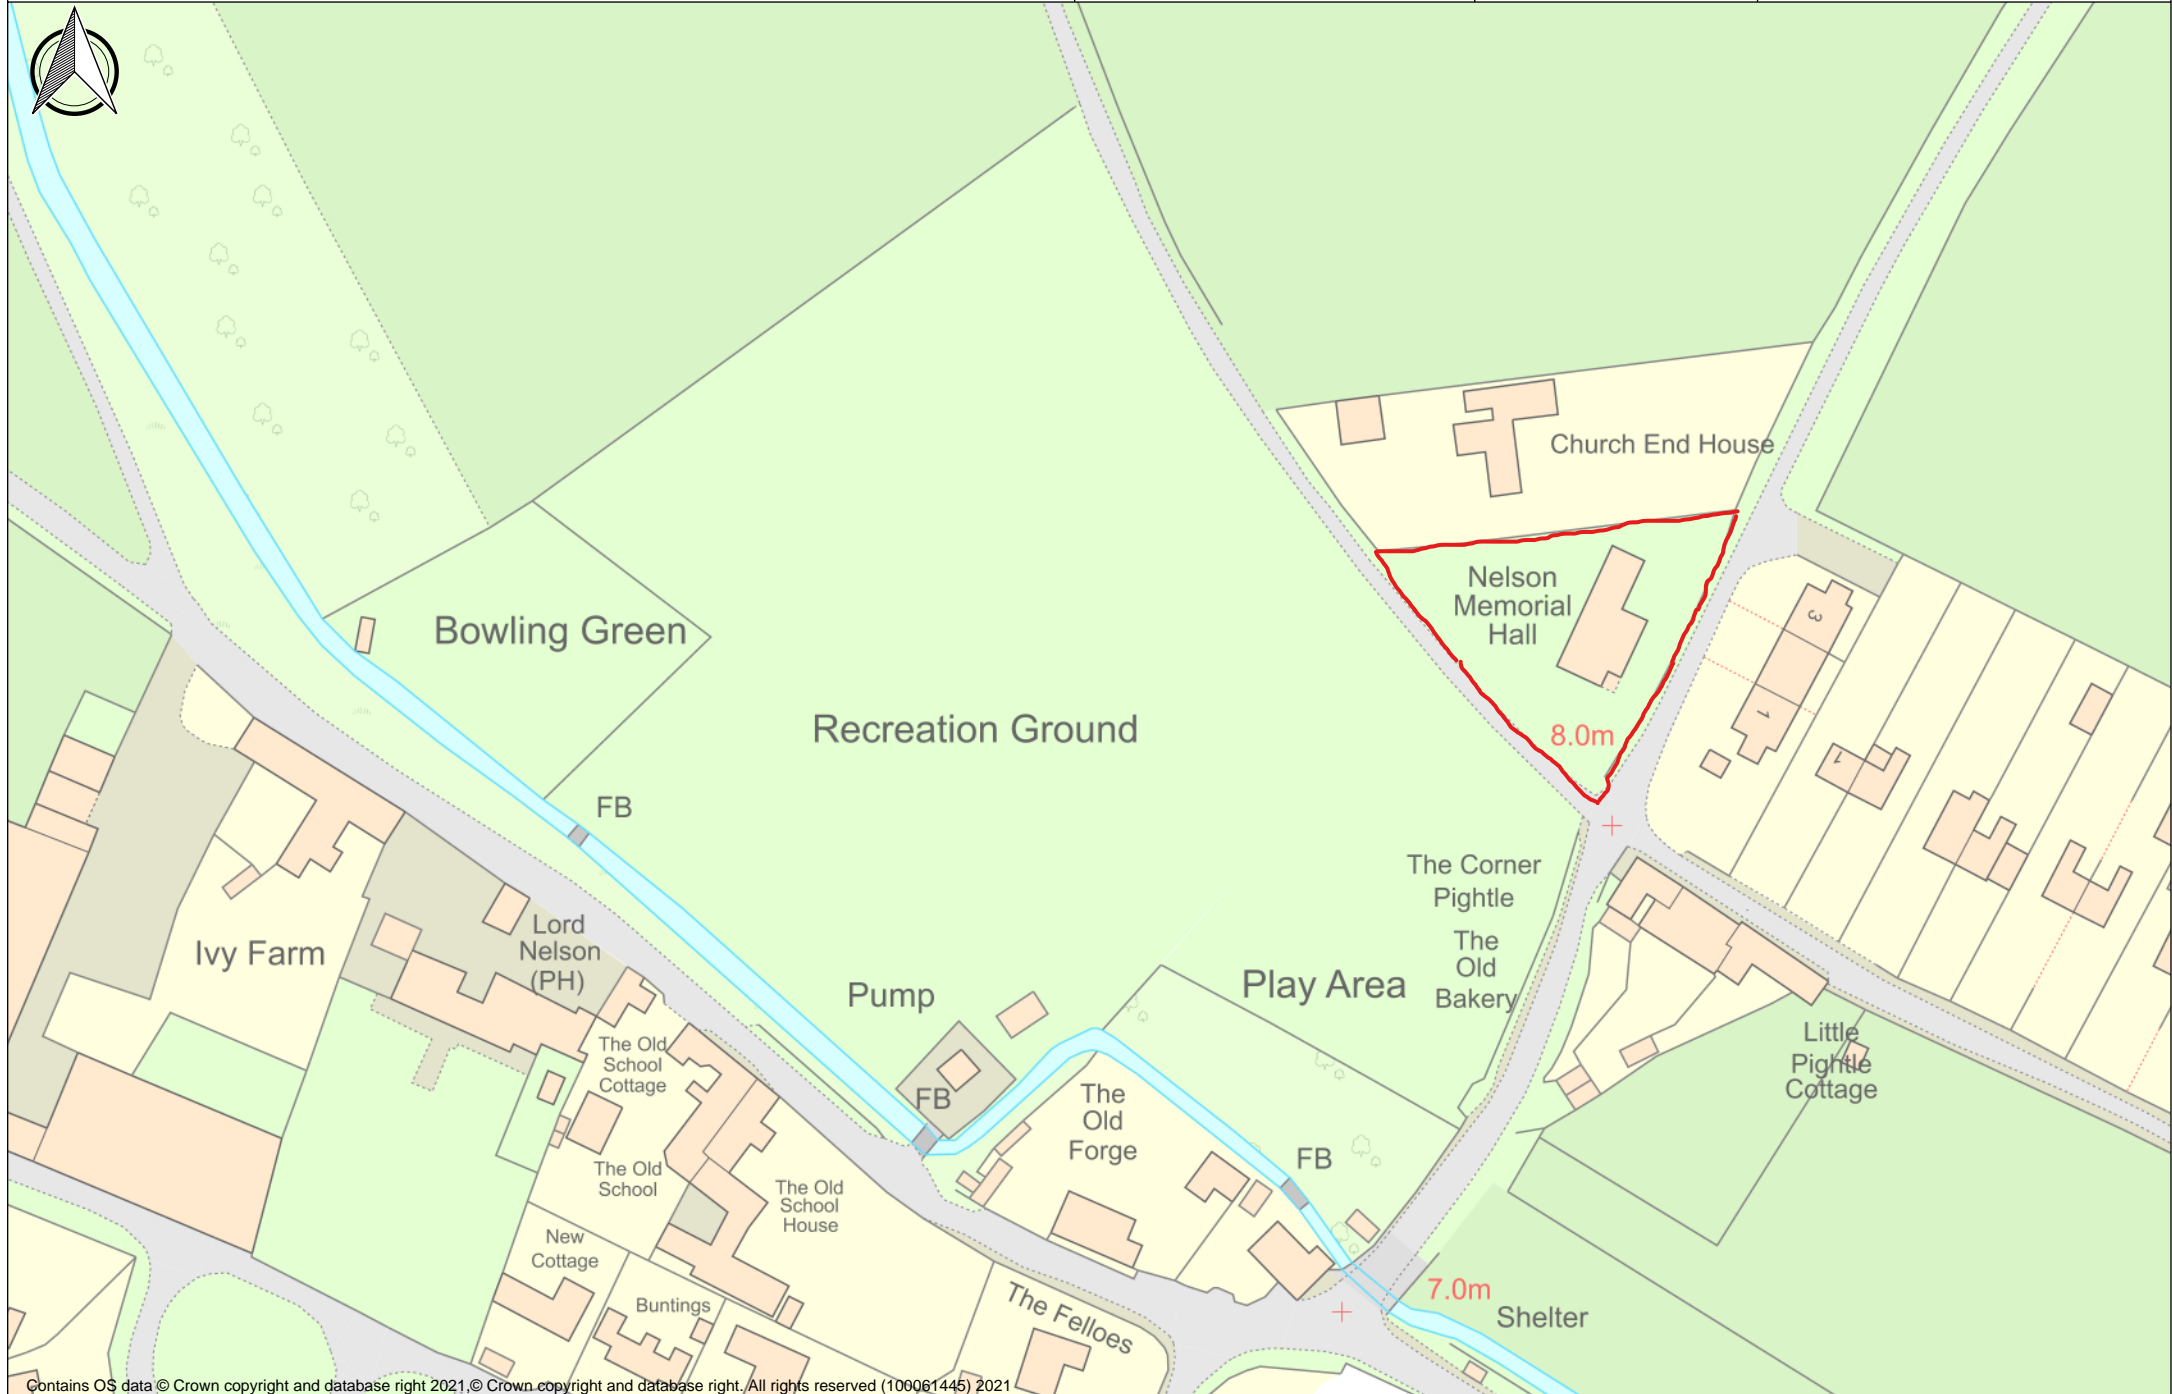 Church End House
Nelson
Memorial
Hall
3
1
8.0m
1
Bowling Green
Recreation Ground
FB
The Corner
Pightle
The
Old
Bakery
Play Area
Lord
Nelson
(PH)
Ivy Farm
Pump
FB
Little
Pightle
Cottage
The Old
School
Cottage
The
Old
Forge
FB
The Old
School
The Old
School
House
New
Cottage
Buntings
The Felloes
7.0m
Shelter
Contains OS data © Crown copyright and database right 2021,© Crown copyright and database right. All rights reserved (100061445) 2021